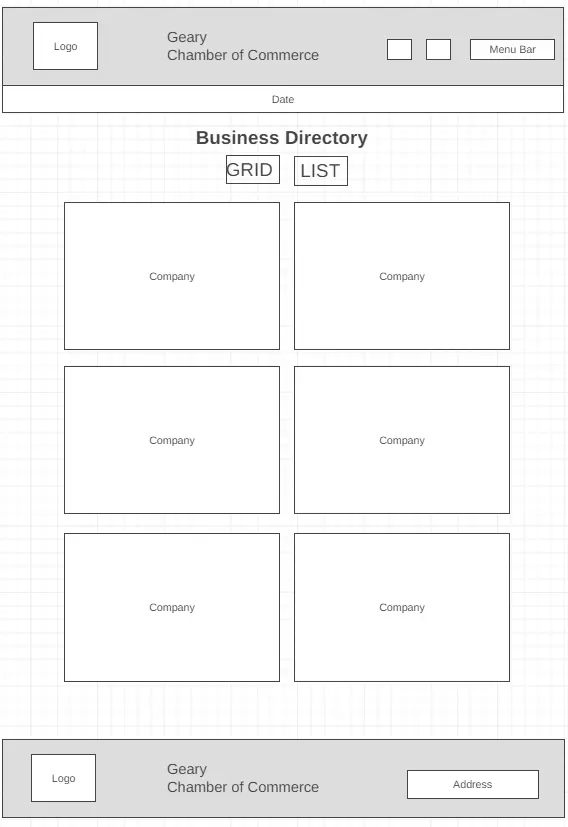 Logo
Geary
Chamber of Commerce
Menu Bar
Date
Business Directory
GRID
LIST
Company
Company
Company
Company
Company
Company
Logo
Geary
Chamber of Commerce
Address